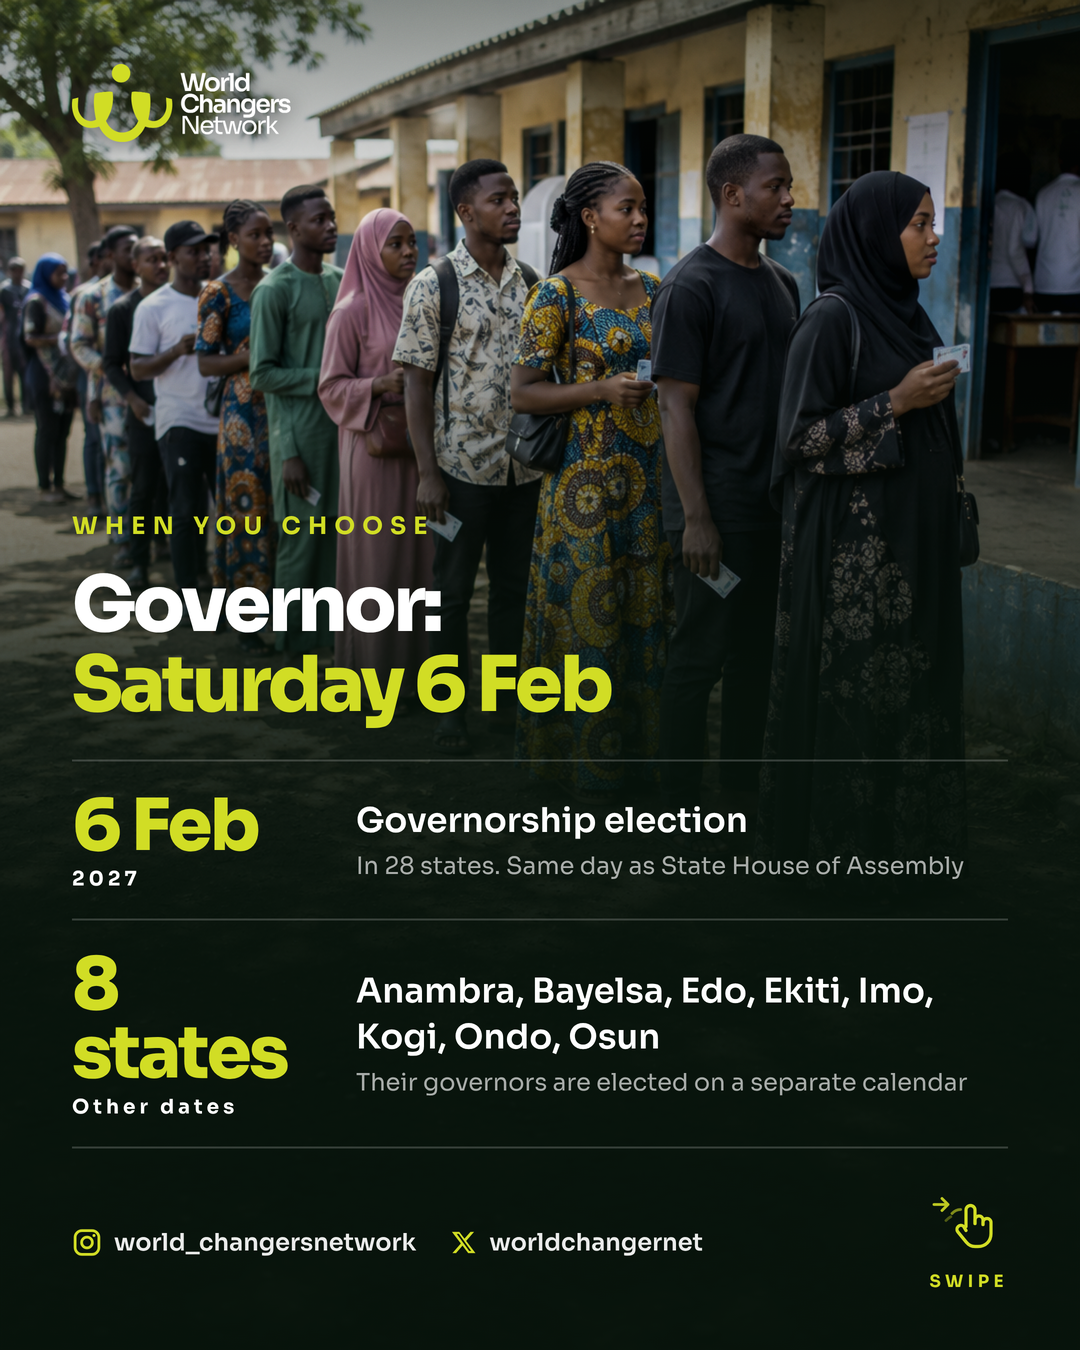 World
Changers
Network
WHEN YOU CHOOSE
Governor:
Saturday 6 Feb
6 Feb
2027
Governorship election
In 28 states. Same day as State House of Assembly
8
states
Other dates
Anambra, Bayelsa, Edo, Ekiti, Imo,
Kogi, Ondo, Osun
Their governors are elected on a separate calendar
world_changersnetwork
worldchangernet
SWIPE